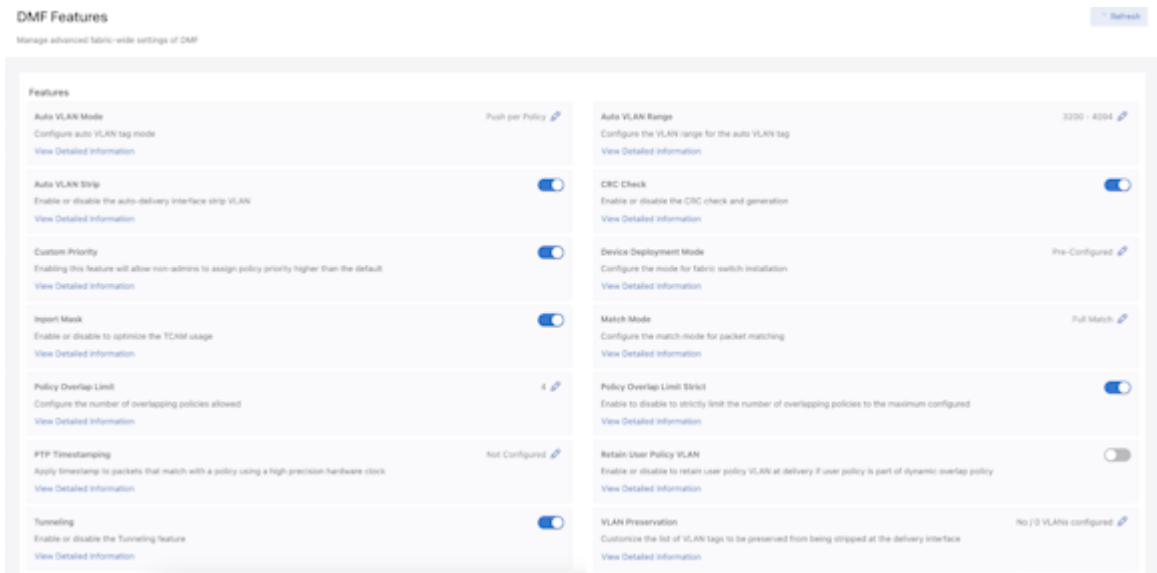 DMF Features
Refresh
Manage advanced fabric-wide settings of DMF
Features
Auto VLAN Mode
Push per Policy
Configure auto VLAN tag mode
View Detailed Information
Auto VLAN Range
3200 - 4094
Configure the VLAN range for the auto VLAN tag
View Detailed Information
Auto VLAN Strip
Enable or disable the auto-delivery interface strip VLAN
View Detailed Information
CRC Check
Enable or disable the CRC check and generation
View Detailed Information
Custom Priority
Enabling this feature will allow non-admins to assign policy priority higher than the default
View Detailed Information
Device Deployment Mode
Pre-Configured
Configure the mode for fabric switch installation
View Detailed Information
Inport Mask
Enable or disable to optimize the TCAM usage
View Detailed Information
Match Mode
Full Match
Configure the match mode for packet matching
View Detailed Information
Policy Overlap Limit
4
Configure the number of overlapping policies allowed
View Detailed Information
Policy Overlap Limit Strict
Enable to disable to strictly limit the number of overlapping policies to the maximum configured
View Detailed Information
PTP Timestamping
Not Configured
Apply timestamp to packets that match with a policy using a high precision hardware clock
View Detailed Information
Retain User Policy VLAN
Enable or disable to retain user policy VLAN at delivery if user policy is part of dynamic overlap policy
View Detailed Information
Tunneling
Enable or disable the Tunneling feature
View Detailed Information
VLAN Preservation
No / 0 VLANs configured
Customize the list of VLAN tags to be preserved from being stripped at the delivery interface
View Detailed Information